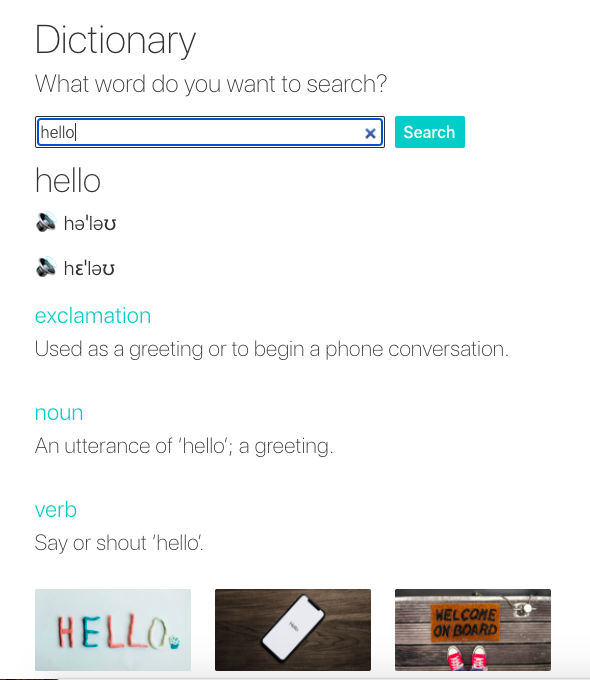 Dictionary
What word do you want to search?
hello
Search
hello
həˈləʊ
hɛˈləʊ
exclamation
Used as a greeting or to begin a phone conversation.
noun
An utterance of ‘hello’; a greeting.
verb
Say or shout ‘hello’.
HELLO
Hello
WELCOME
ON BOARD